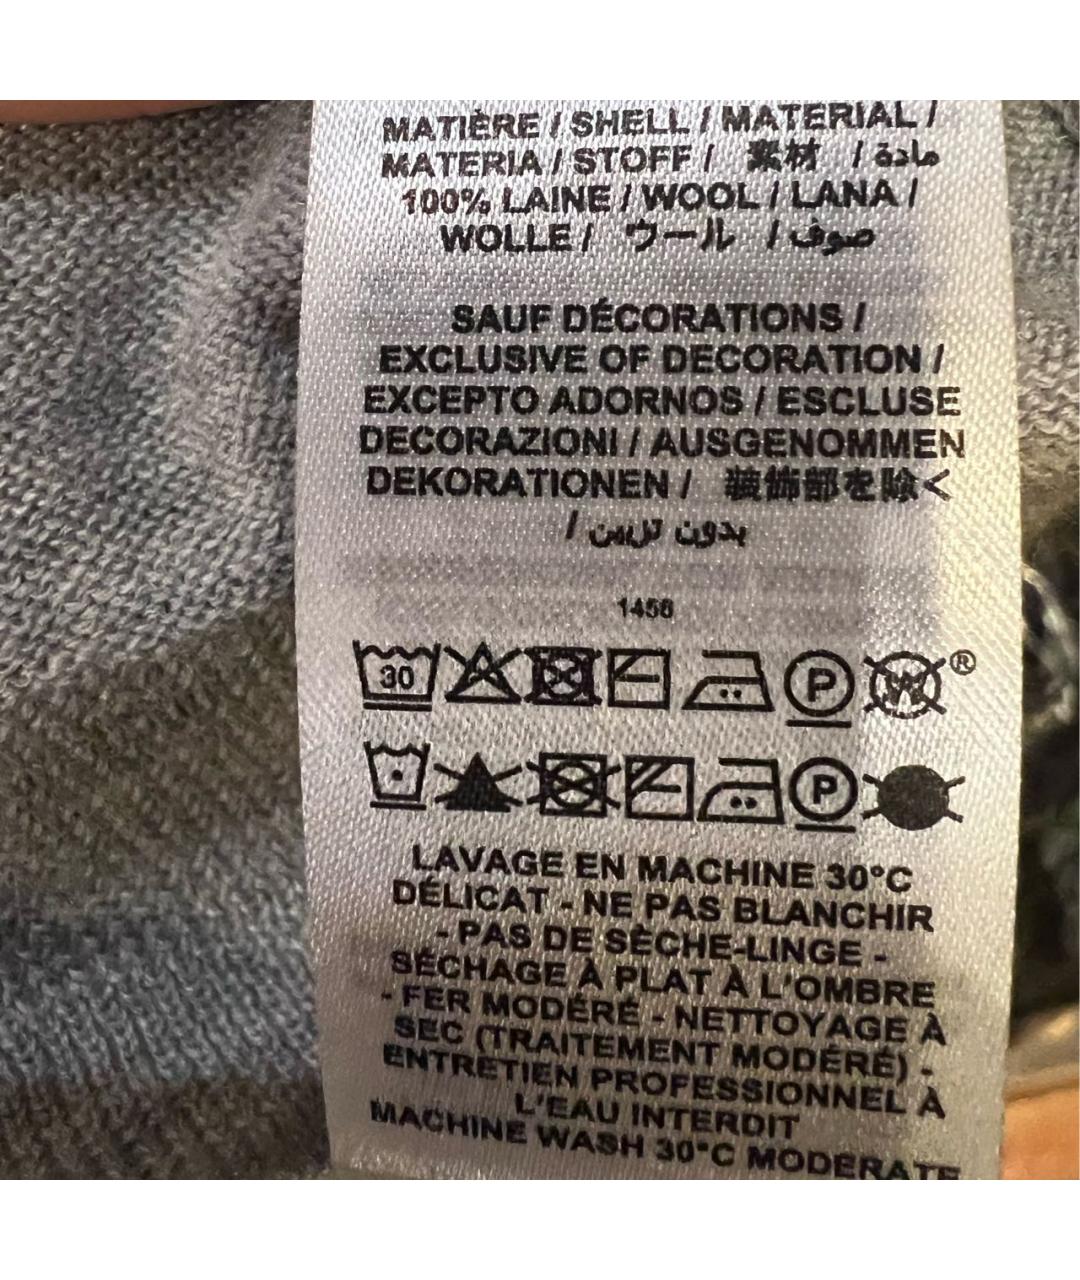 MATIÈRE / SHELL / MATERIAL /
MATERIA / STOFF / 素材 / مادة /
100% LAINE / WOOL / LANA /
WOLLE / ウール / صوف /
SAUF DÉCORATIONS /
EXCLUSIVE OF DECORATION /
EXCEPTO ADORNOS / ESCLUSE
DECORAZIONI / AUSGENOMMEN
DEKORATIONEN / 装飾部を除く
/ بدون
1456
30 P W ®
P
LAVAGE EN MACHINE 30°C
DÉLICAT - NE PAS BLANCHIR
- PAS DE SÈCHE-LINGE -
SÉCHAGE À PLAT À L'OMBRE
- FER MODÉRÉ - NETTOYAGE À
SEC (TRAITEMENT MODÉRÉ) -
ENTRETIEN PROFESSIONNEL À
L'EAU INTERDIT
MACHINE WASH 30°C MODERATE